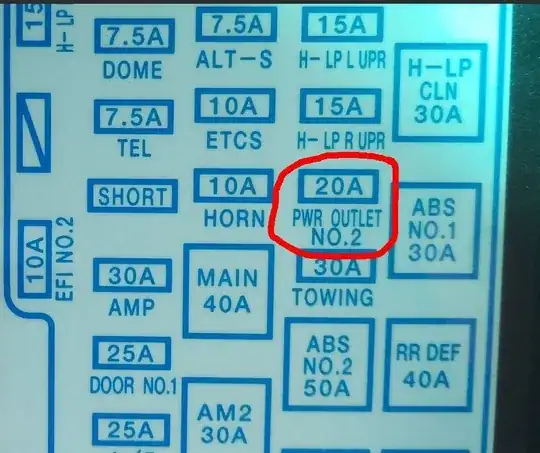 15A
H-LP
7.5A
DOME
7.5A
TEL
SHORT
10A
EFI NO.2
30A
AMP
25A
DOOR NO.1
25A
7.5A
ALT-S
10A
ETCS
10A
HORN
MAIN
40A
AM2
30A
15A
H-LP L UPR
15A
H-LP R UPR
20A
PWR OUTLET
NO.2
30A
TOWING
ABS
NO.2
50A
H-LP
CLN
30A
ABS
NO.1
30A
RR DEF
40A